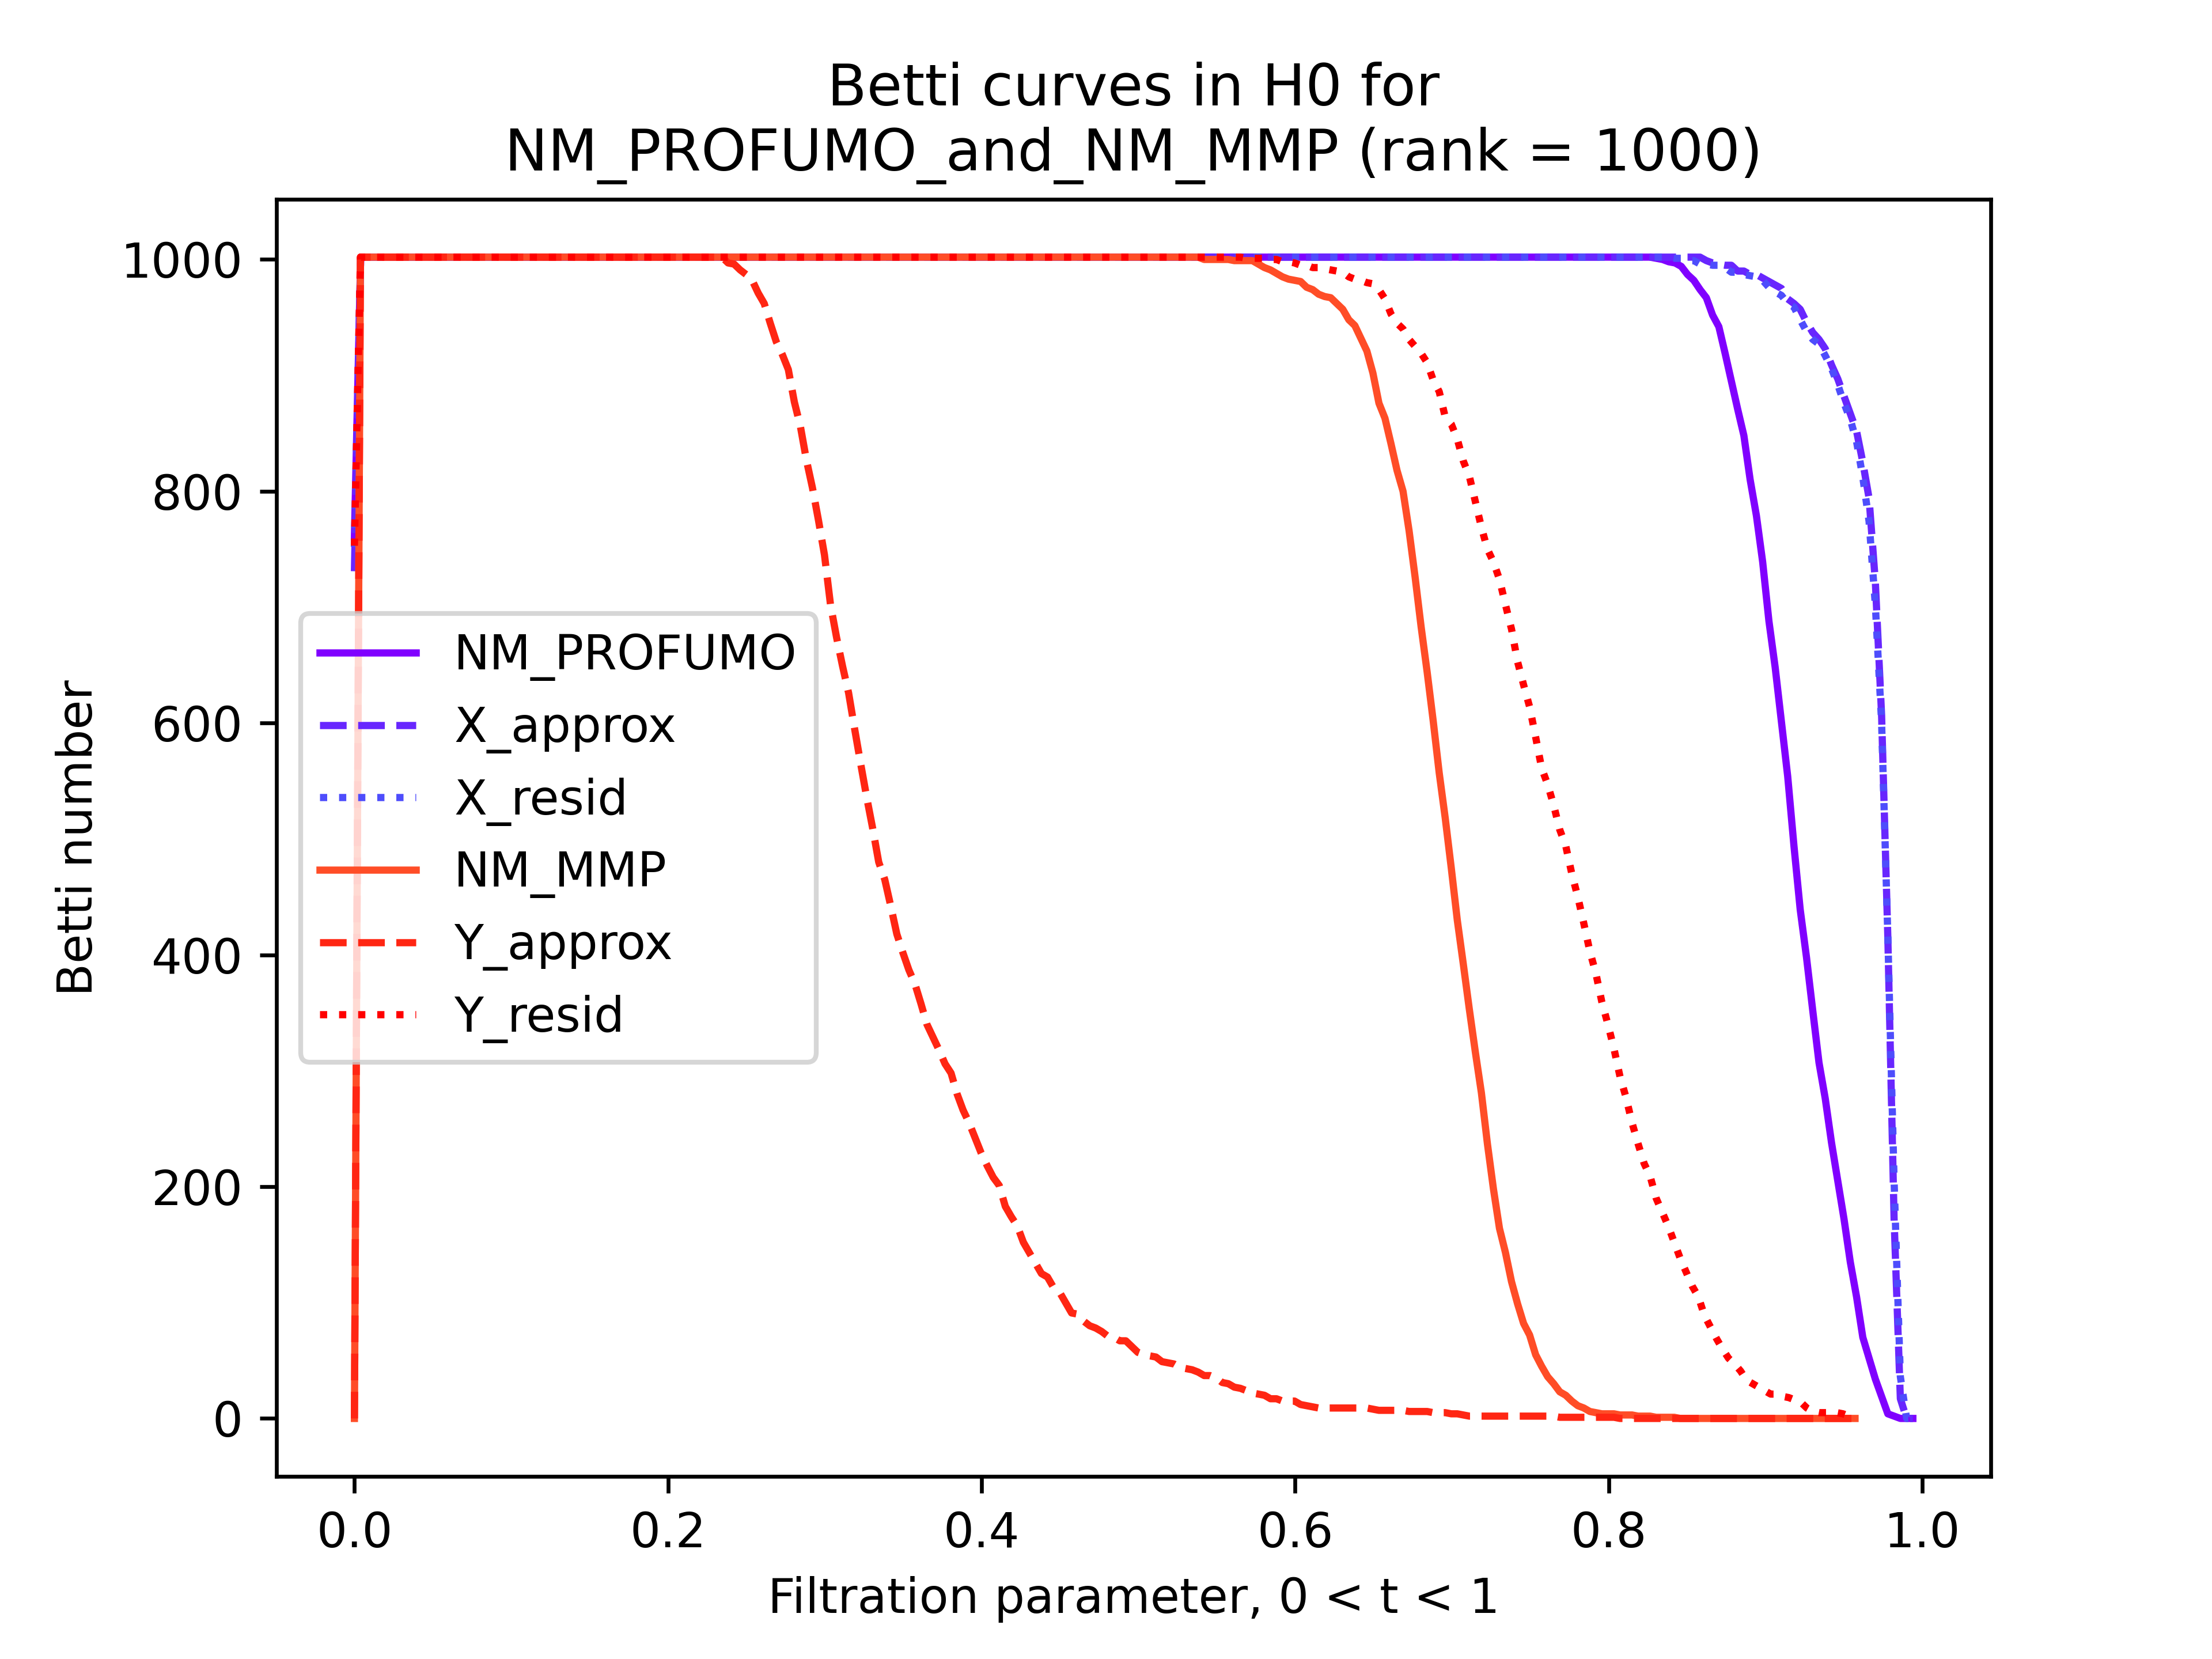 Betti curves in H0 for
NM_PROFUMO_and_NM_MMP (rank = 1000)
1000
800
600
400
200
0
Betti number
NM_PROFUMO
X_approx
X_resid
NM_MMP
Y_approx
Y_resid
0.0 0.2 0.4 0.6 0.8 1.0
Filtration parameter, 0 < t < 1